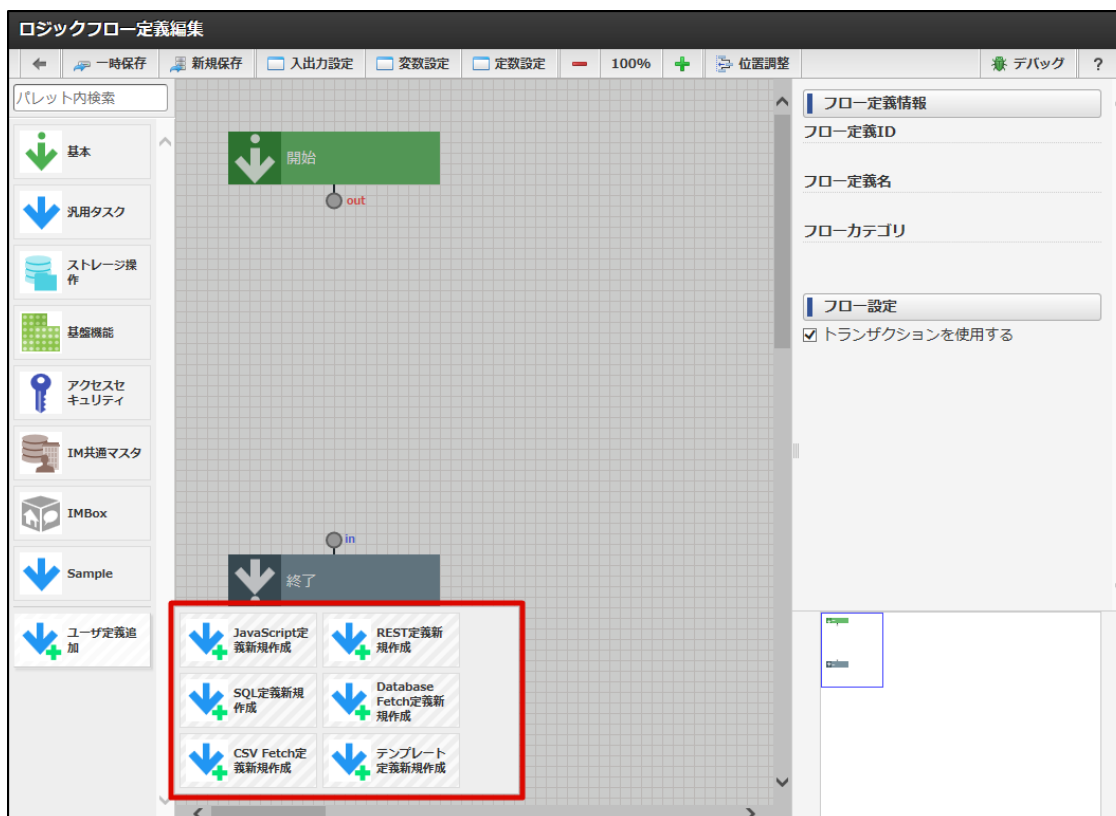 ロジックフロー定義編集
一時保存 新規保存 入出力設定 変数設定 定数設定 100% 位置調整 デバッグ ?
パレット内検索
基本
汎用タスク
ストレージ操
作
基盤機能
アクセスセ
キュリティ
IM共通マスタ
IMBox
Sample
ユーザ定義追
加
開始
out
in
終了
JavaScript定
義新規作成
REST定義新
規作成
SQL定義新規
作成
Database
Fetch定義新
規作成
CSV Fetch定
義新規作成
テンプレート
定義新規作成
フロー定義情報
フロー定義ID
フロー定義名
フローカテゴリ
フロー設定
トランザクションを使用する